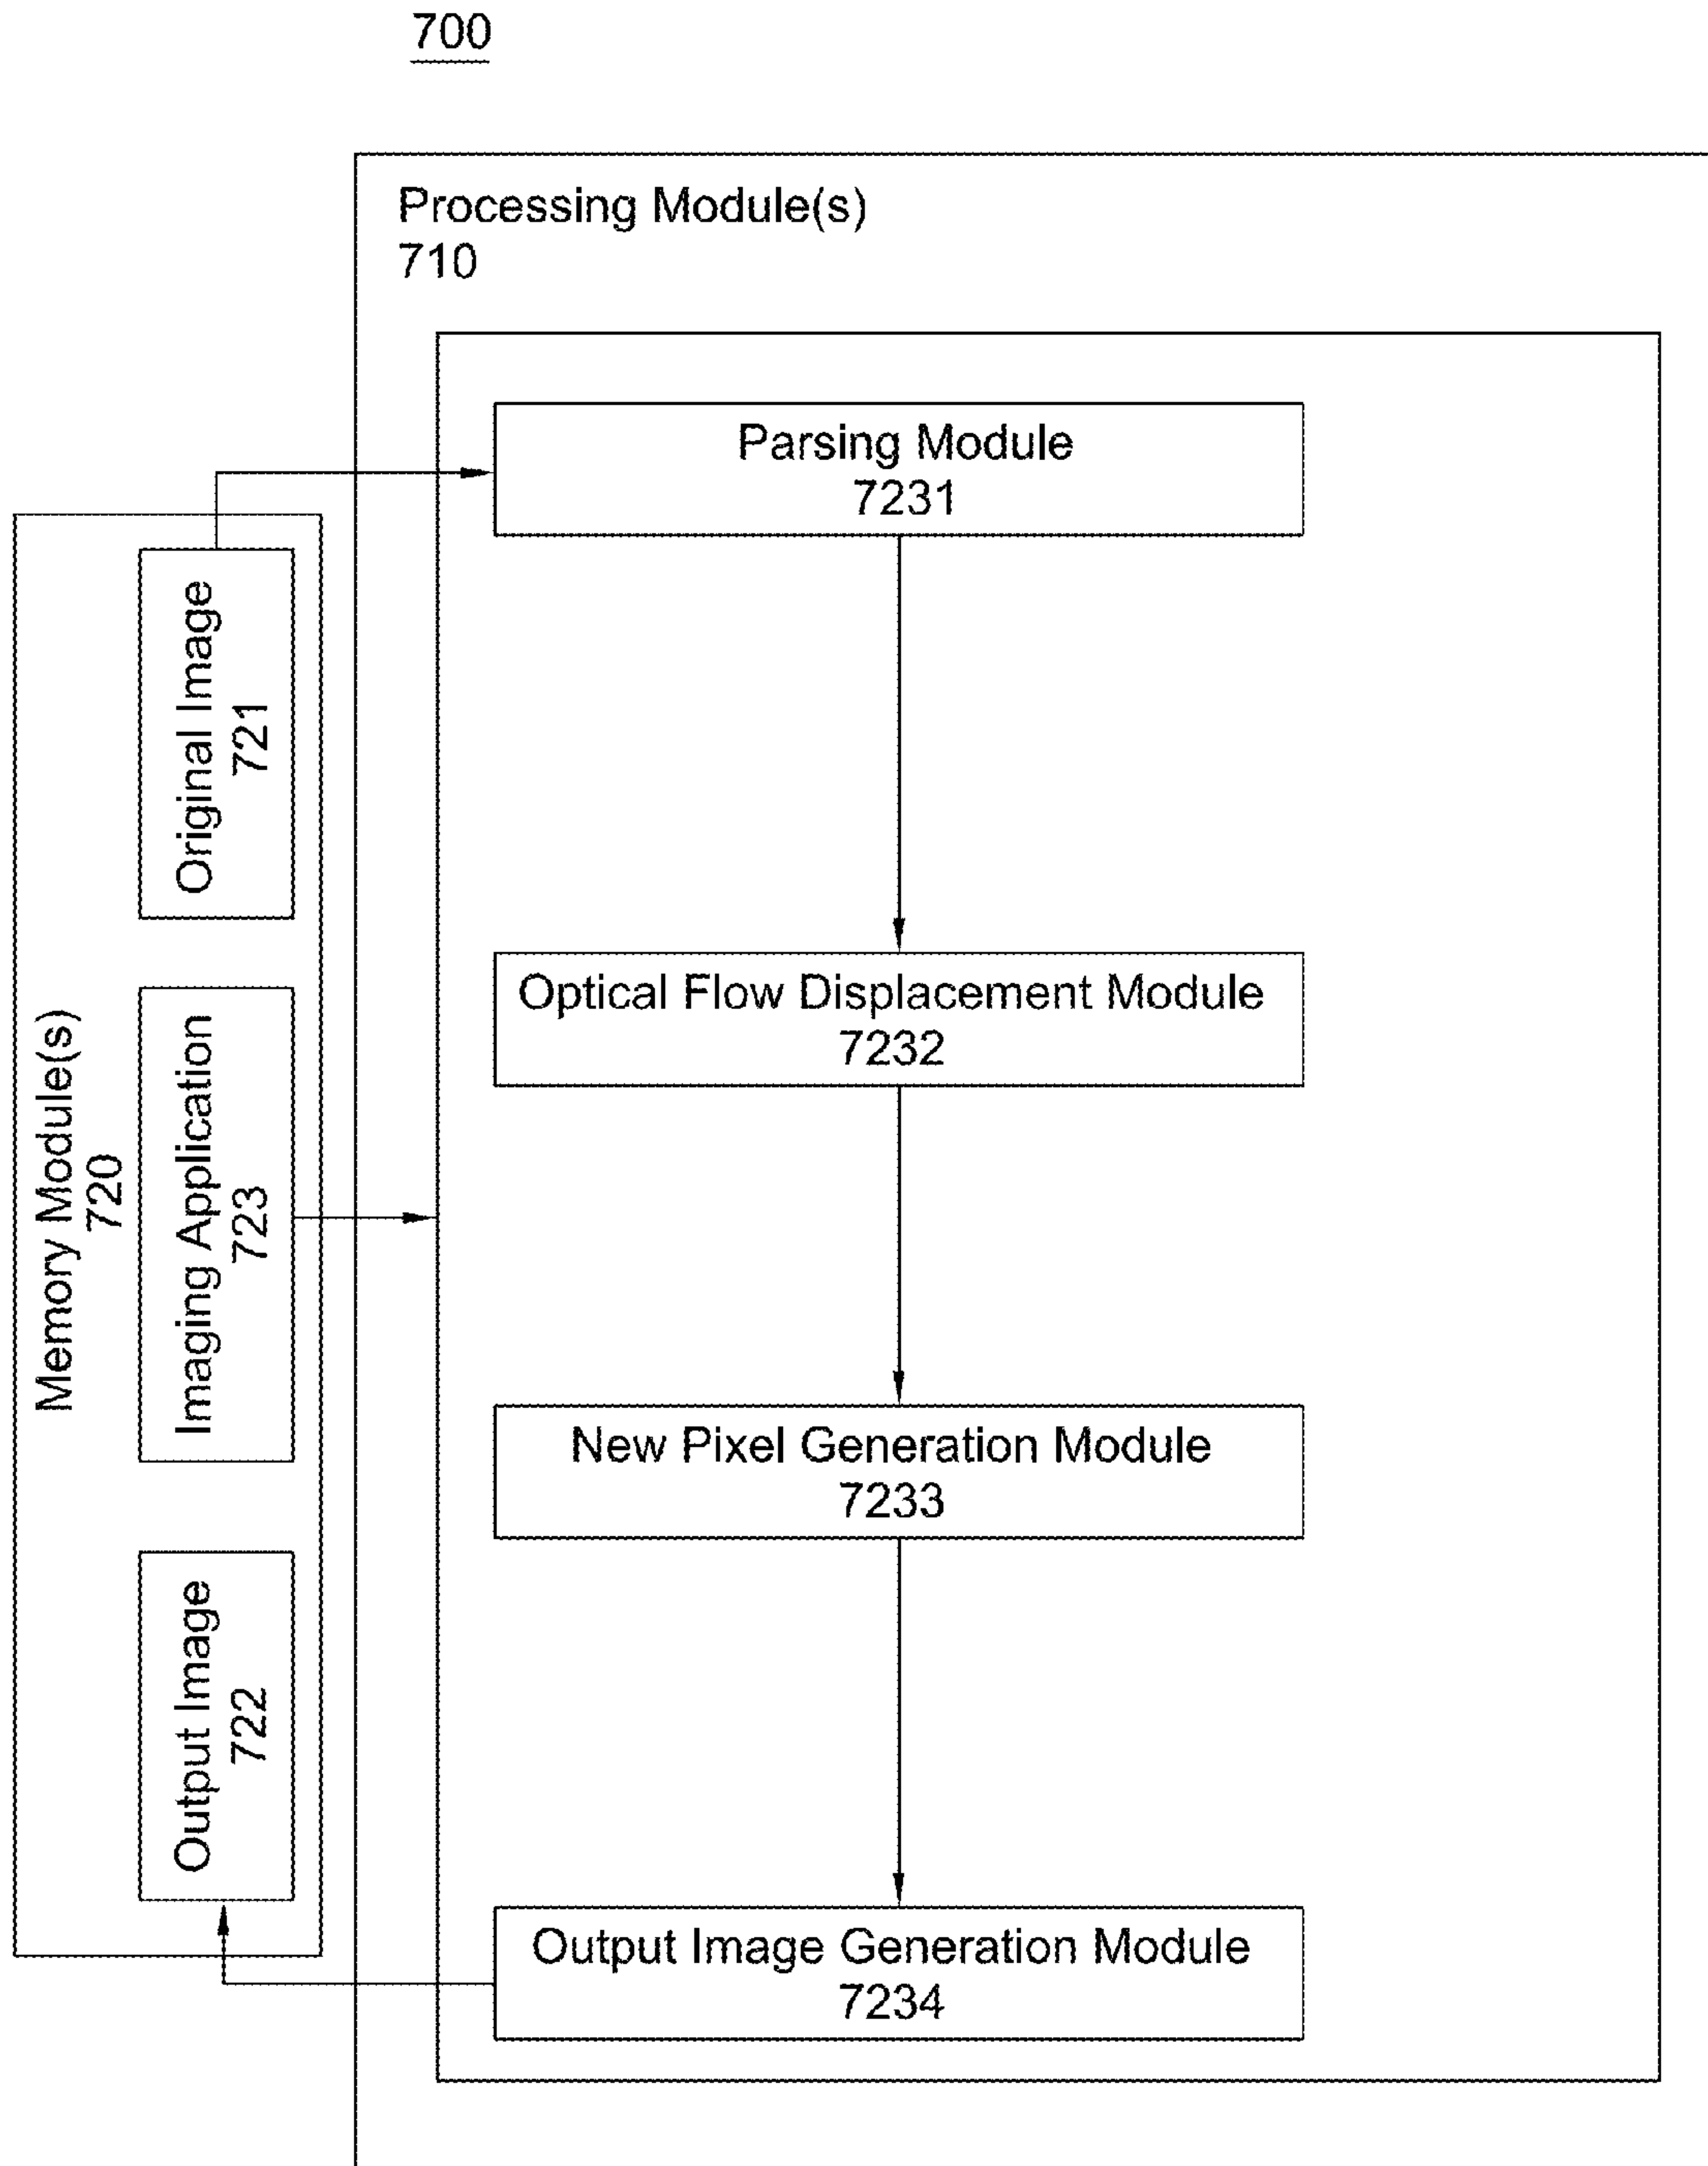 700
Processing Module(s)
710
Parsing Module
7231
Optical Flow Displacement Module
7232
New Pixel Generation Module
7233
Output Image Generation Module
7234
Memory Module(s)
720
Original Image
721
Imaging Application
723
Output Image
722